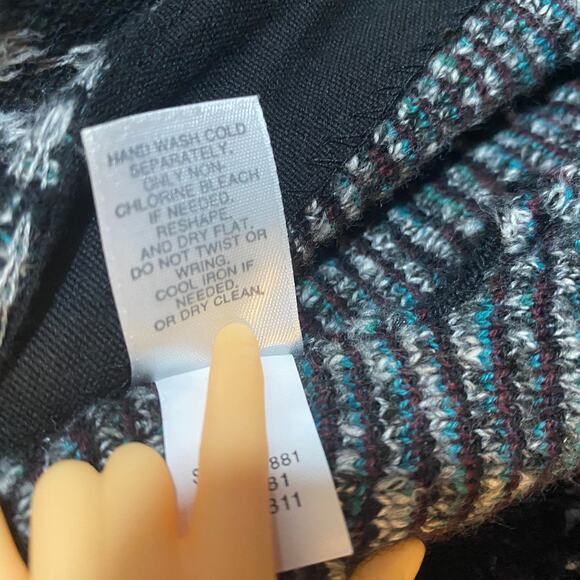 HAND WASH COLD
SEPARATELY.
ONLY NON.
CHLORINE BLEACH
IF NEEDED.
RESHAPE.
AND DRY FLAT.
DO NOT TWIST OR
WRING.
COOL IRON IF
NEEDED.
OR DRY CLEAN.
881